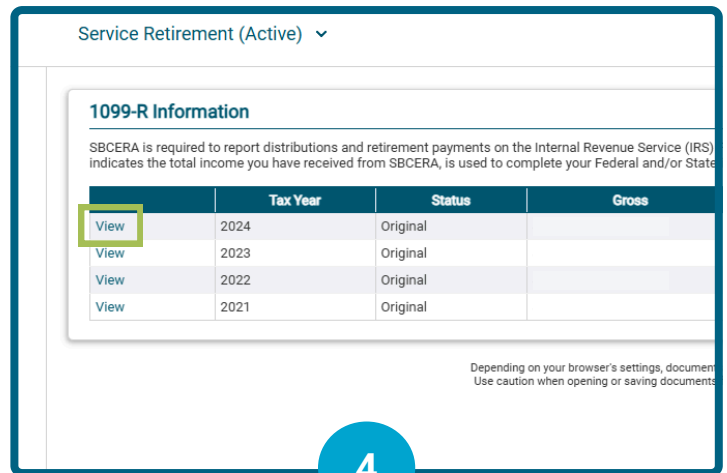 Service Retirement (Active)
1099-R Information
SBCERA is required to report distributions and retirement payments on the Internal Revenue Service (IRS)
indicates the total income you have received from SBCERA, is used to complete your Federal and/or State
Tax Year Status Gross
View 2024 Original
View 2023 Original
View 2022 Original
View 2021 Original
Depending on your browser's settings, document
Use caution when opening or saving documents
4